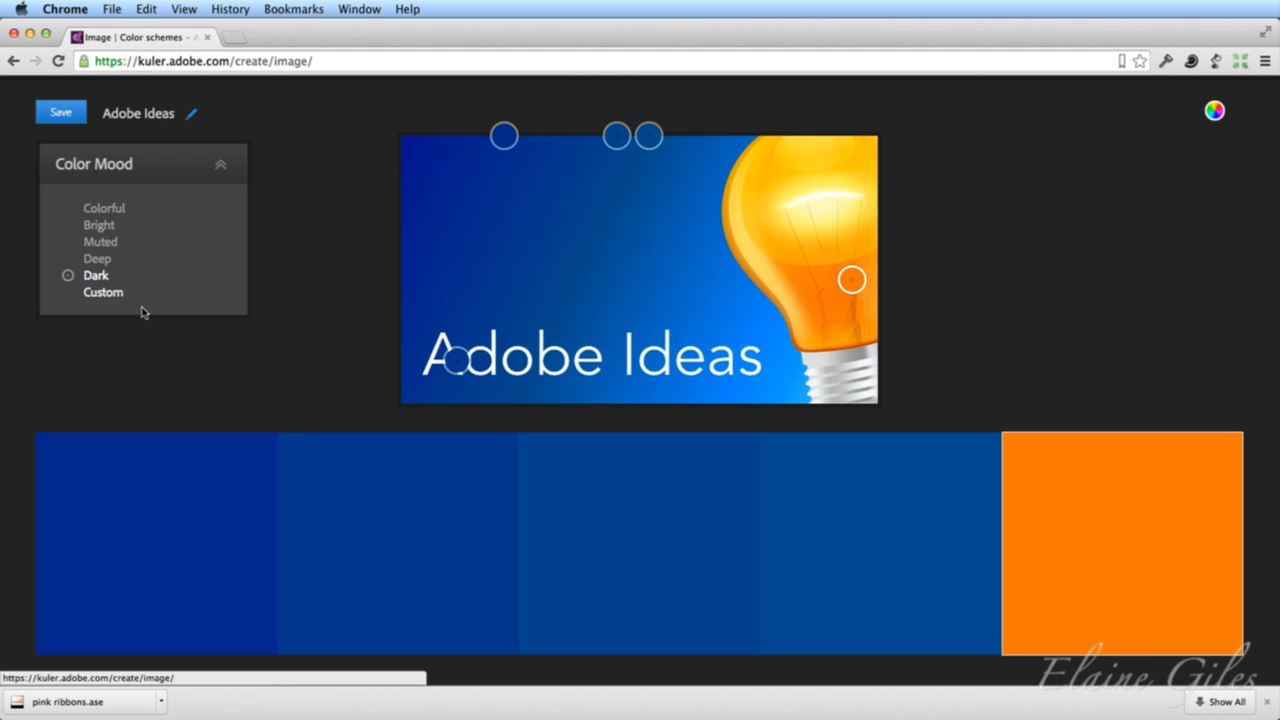 Chrome File Edit View History Bookmarks Window Help
Image | Color schemes - A
https://kuler.adobe.com/create/image/
Save Adobe Ideas
Color Mood
Colorful
Bright
Muted
Deep
Dark
Custom
Adobe Ideas
Elaine Giles
https://kuler.adobe.com/create/image/
pink ribbons.ase
Show All